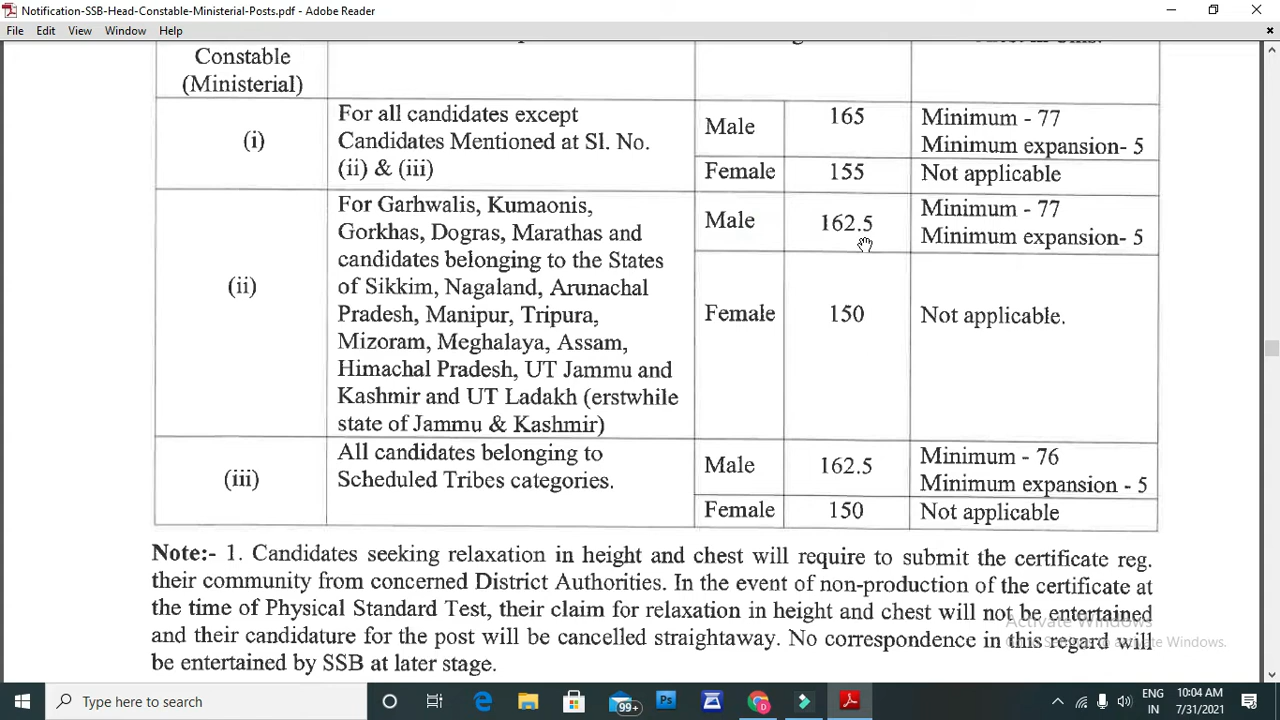 Notification-SSB-Head-Constable-Ministerial-Posts.pdf - Adobe Reader
File Edit View Window Help
Constable
(Ministerial)
(i)
For all candidates except
Candidates Mentioned at Sl. No.
(ii) & (iii)
Male
165
Minimum - 77
Minimum expansion- 5
Female
155
Not applicable
(ii)
For Garhwalis, Kumaonis,
Gorkhas, Dogras, Marathas and
candidates belonging to the States
of Sikkim, Nagaland, Arunachal
Pradesh, Manipur, Tripura,
Mizoram, Meghalaya, Assam,
Himachal Pradesh, UT Jammu and
Kashmir and UT Ladakh (erstwhile
state of Jammu & Kashmir)
Male
162.5
Minimum - 77
Minimum expansion- 5
Female
150
Not applicable.
(iii)
All candidates belonging to
Scheduled Tribes categories.
Male
162.5
Minimum - 76
Minimum expansion - 5
Female
150
Not applicable
Note:- 1. Candidates seeking relaxation in height and chest will require to submit the certificate reg.
their community from concerned District Authorities. In the event of non-production of the certificate at
the time of Physical Standard Test, their claim for relaxation in height and chest will not be entertained
and their candidature for the post will be cancelled straightaway. No correspondence in this regard will
be entertained by SSB at later stage.
Activate Windows
Activate Windows.
Type here to search
99+
Ps
ENG
IN
10:04 AM
7/31/2021